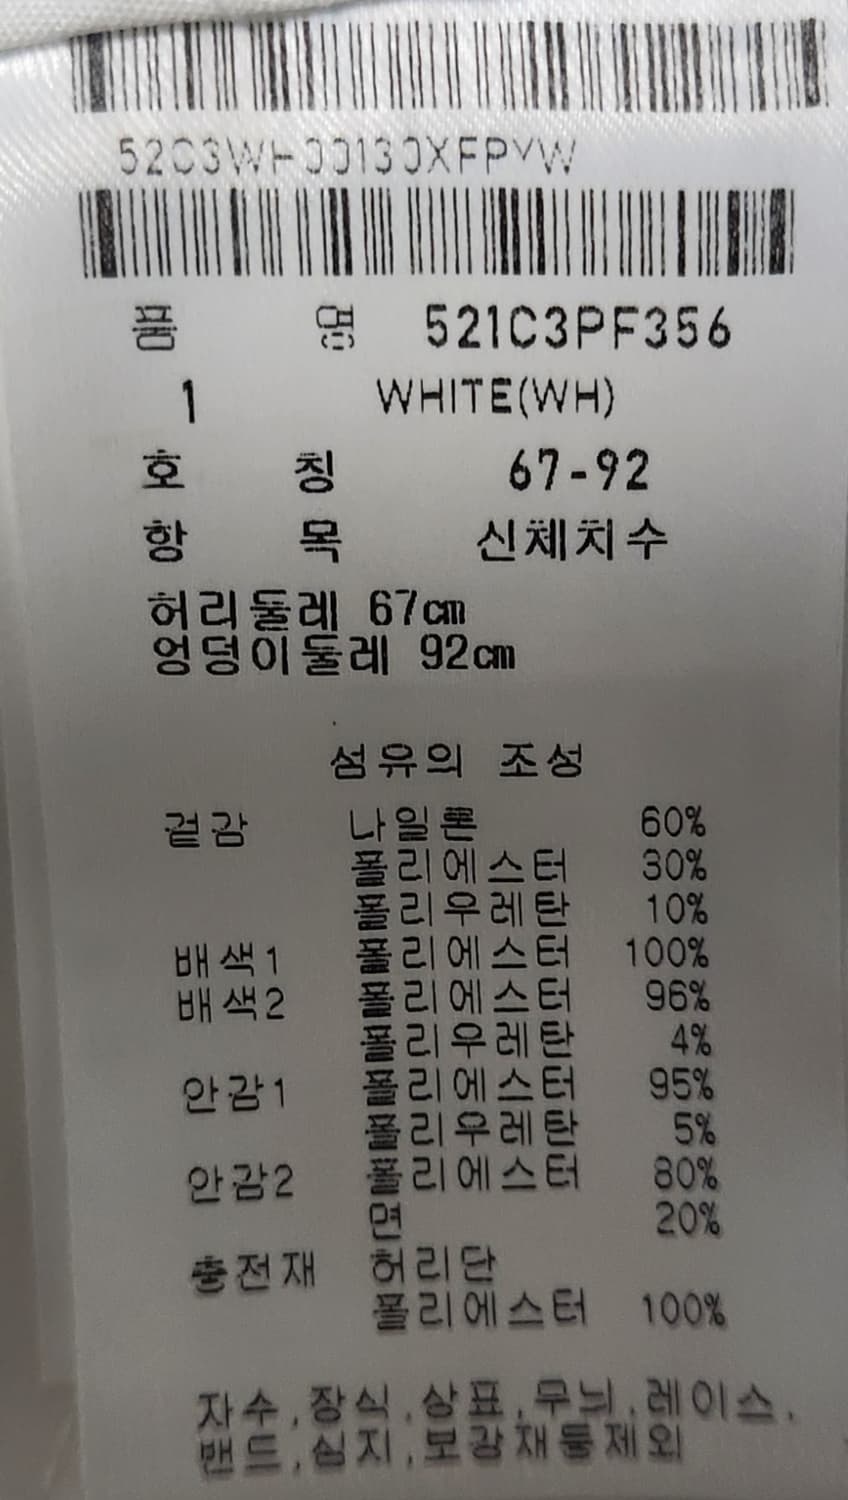 품 명 521C3PF356
1 WHITE(WH)
호 칭 67-92
항 목 신체치수
허리둘레 67cm
엉덩이둘레 92cm
섬유의 조성
겉감 나일론 60%
폴리에스터 30%
폴리우레탄 10%
배색1 폴리에스터 100%
배색2 폴리에스터 96%
폴리우레탄 4%
안감1 폴리에스터 95%
폴리우레탄 5%
안감2 폴리에스터 80%
면 20%
충전재 허리단
폴리에스터 100%
자수,장식,상표,무늬,레이스,
밴드,심지,보강재등제외